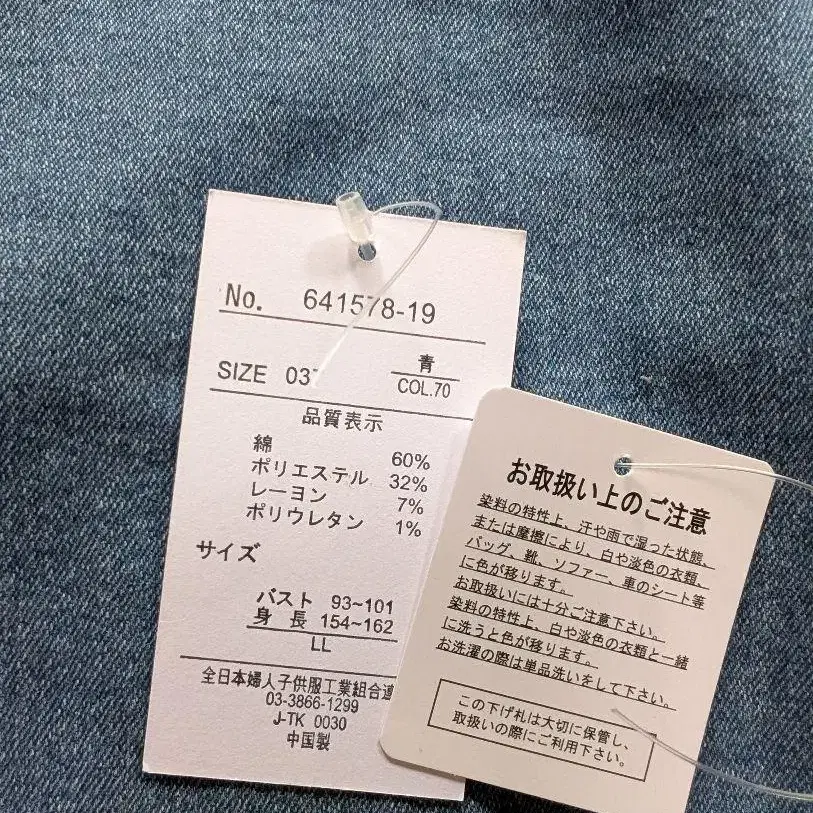 No. 641578-19
SIZE 037
青
COL.70
品質表示
綿 60%
ポリエステル 32%
レーヨン 7%
ポリウレタン 1%
サイズ
バスト 93~101
身長 154~162
LL
全日本婦人子供服工業組合連
03-3866-1299
J-TK 0030
中国製
お取扱い上のご注意
染料の特性上、汗や雨で湿った状態、
または摩擦により、白や淡色の衣類、
バッグ、靴、ソファー、車のシート等
に色が移ります。
お取扱いには十分ご注意下さい。
染料の特性上、白や淡色の衣類と一緒
に洗うと色が移ります。
お洗濯の際は単品洗いをして下さい。
この下げ札は大切に保管し、
取扱いの際にご利用下さい。